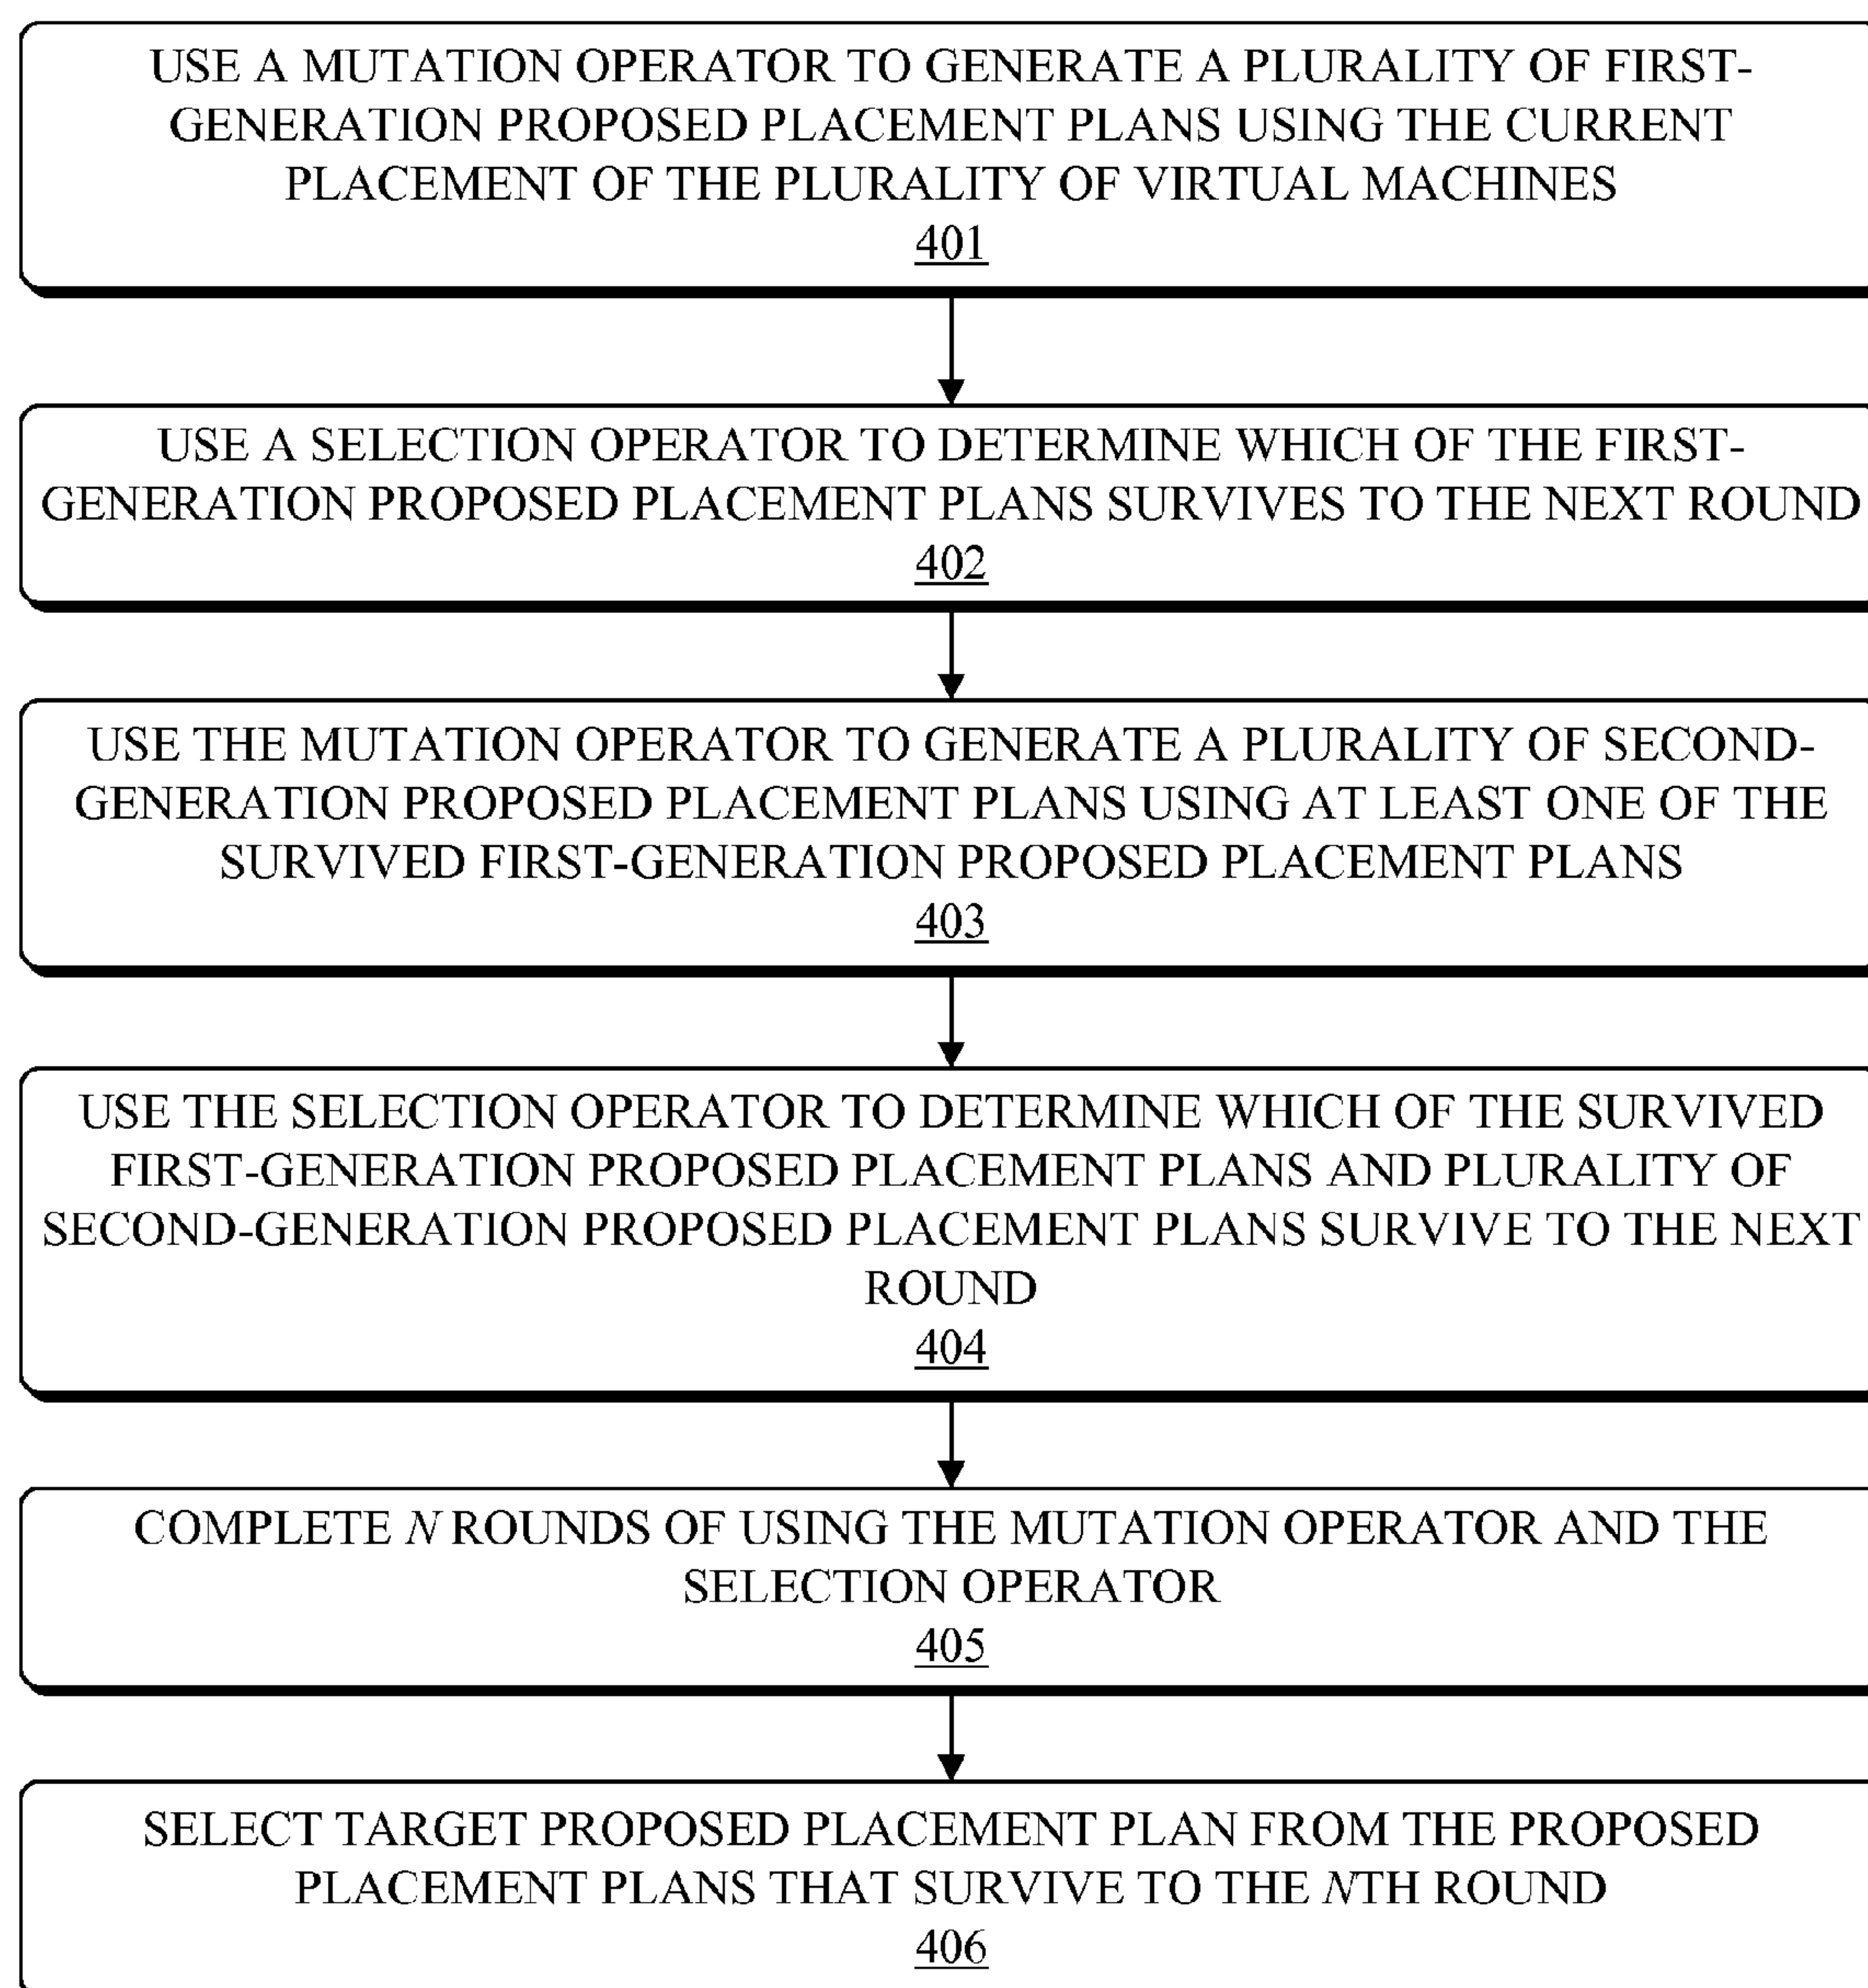 USE A MUTATION OPERATOR TO GENERATE A PLURALITY OF FIRST-
GENERATION PROPOSED PLACEMENT PLANS USING THE CURRENT
PLACEMENT OF THE PLURALITY OF VIRTUAL MACHINES
401
USE A SELECTION OPERATOR TO DETERMINE WHICH OF THE FIRST-
GENERATION PROPOSED PLACEMENT PLANS SURVIVES TO THE NEXT ROUND
402
USE THE MUTATION OPERATOR TO GENERATE A PLURALITY OF SECOND-
GENERATION PROPOSED PLACEMENT PLANS USING AT LEAST ONE OF THE
SURVIVED FIRST-GENERATION PROPOSED PLACEMENT PLANS
403
USE THE SELECTION OPERATOR TO DETERMINE WHICH OF THE SURVIVED
FIRST-GENERATION PROPOSED PLACEMENT PLANS AND PLURALITY OF
SECOND-GENERATION PROPOSED PLACEMENT PLANS SURVIVE TO THE NEXT
ROUND
404
COMPLETE N ROUNDS OF USING THE MUTATION OPERATOR AND THE
SELECTION OPERATOR
405
SELECT TARGET PROPOSED PLACEMENT PLAN FROM THE PROPOSED
PLACEMENT PLANS THAT SURVIVE TO THE NTH ROUND
406